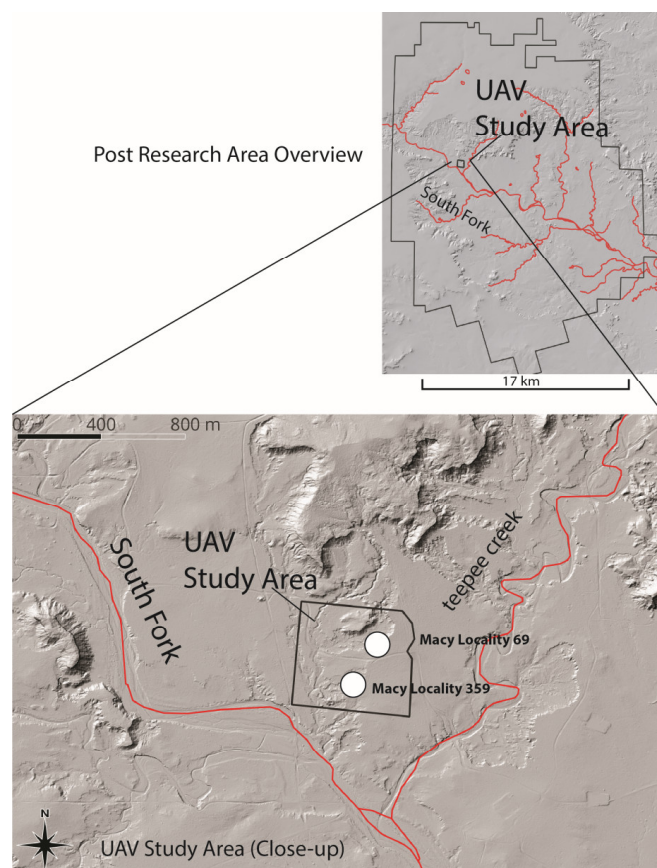 UAV
Study Area
Post Research Area Overview
South Fork
17 km
0 400 800 m
UAV
Study Area
South Fork
teepee creek
Macy Locality 69
Macy Locality 359
N
UAV Study Area (Close-up)